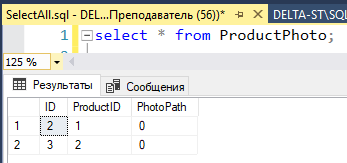 SelectAll.sql - DEL...Преподаватель (56))* DELTA-ST\SQL
1 select * from ProductPhoto;
125 %
Результаты Сообщения
ID ProductID PhotoPath
1 2 1 0
2 3 2 0